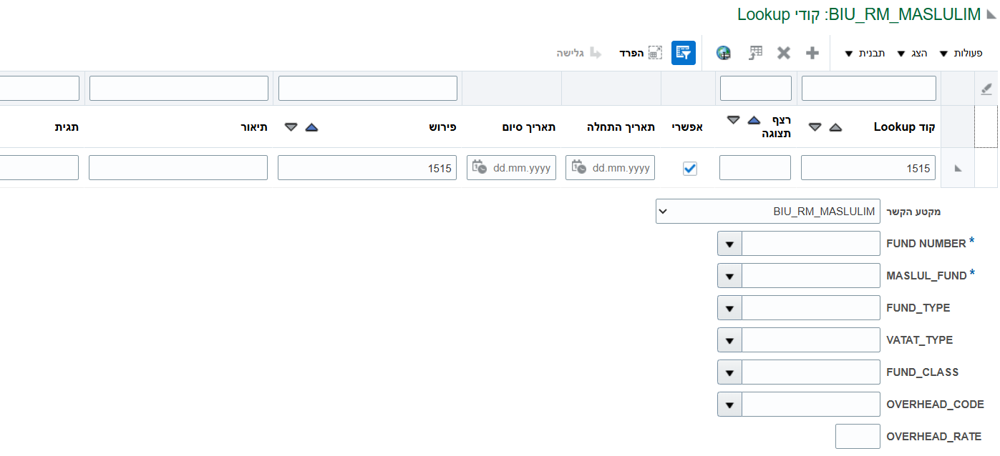 BIU_RM_MASLULIM: קודי Lookup
פעולות הצג תבנית הפרד גלישה
קוד Lookup רצף תצוגה אפשרי תאריך התחלה תאריך סיום פירוש תיאור תגית
1515 dd.mm.yyyy dd.mm.yyyy 1515
מקטע הקשר BIU_RM_MASLULIM
* FUND NUMBER
* MASLUL_FUND
FUND_TYPE
VATAT_TYPE
FUND_CLASS
OVERHEAD_CODE
OVERHEAD_RATE